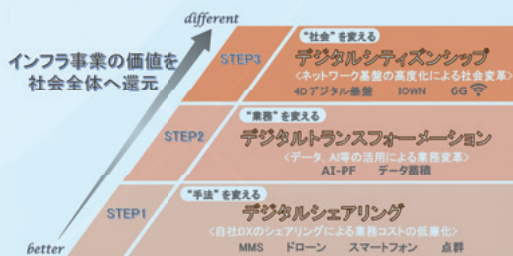 different
インフラ事業の価値を
社会全体へ還元
STEP3
"社会"を変える
デジタルシティズンシップ
<ネットワーク基盤の高度化による社会変革>
4Dデジタル基盤 IOWN 6G
STEP2
"業務"を変える
デジタルトランスフォーメーション
<データ、AI等の活用による業務変革>
AI-PF データ蓄積
STEP1
"手法"を変える
デジタルシェアリング
<自社DXのシェアリングによる業務コストの低廉化>
MMS ドローン スマートフォン 点群
better